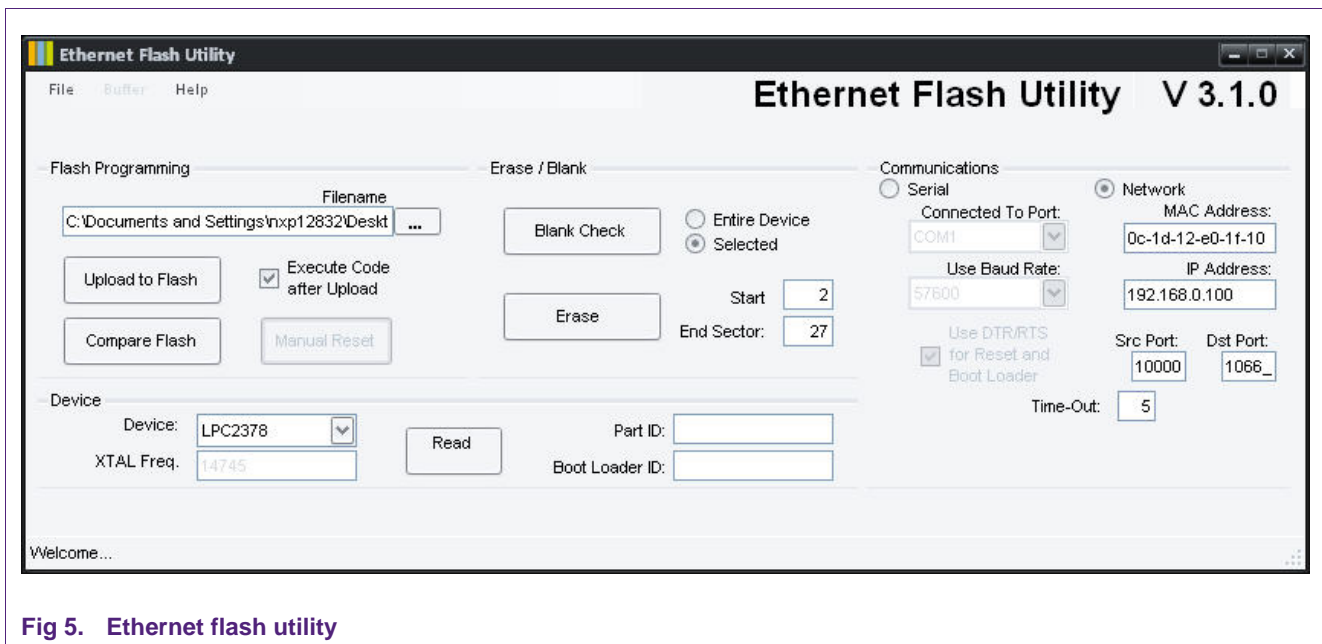 Ethernet Flash Utility
File Buffer Help
Ethernet Flash Utility V 3.1.0
Flash Programming
Filename
C:\Documents and Settings\nxp12832\Deskt ...
Upload to Flash
Execute Code
after Upload
Compare Flash
Manual Reset
Erase / Blank
Blank Check
Entire Device
Selected
Erase
Start 2
End Sector: 27
Communications
Serial
Connected To Port:
COM1
Use Baud Rate:
57600
Use DTR/RTS
for Reset and
Boot Loader
Network
MAC Address:
0c-1d-12-e0-1f-10
IP Address:
192.168.0.100
Src Port: Dst Port:
10000 1066_
Time-Out: 5
Device
Device: LPC2378
XTAL Freq. 14745
Read
Part ID:
Boot Loader ID:
Welcome...
Fig 5. Ethernet flash utility